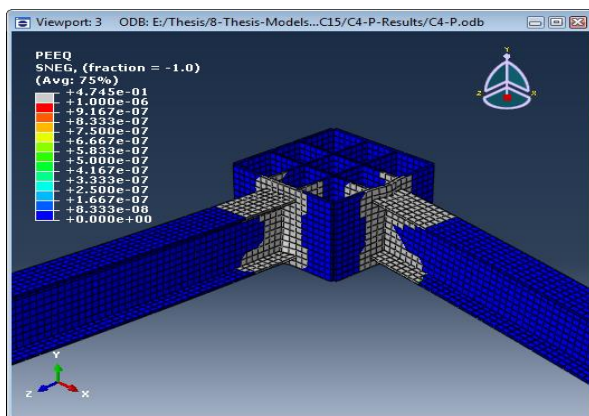 Viewport: 3 ODB: E:/Thesis/8-Thesis-Models...C15/C4-P-Results/C4-P.odb
PEEQ
SNEG, (fraction = -1.0)
(Avg: 75%)
+4.745e-01
+1.000e-06
+9.167e-07
+8.333e-07
+7.500e-07
+6.667e-07
+5.833e-07
+5.000e-07
+4.167e-07
+3.333e-07
+2.500e-07
+1.667e-07
+8.333e-08
+0.000e+00
Y
Z X
Y
Z X